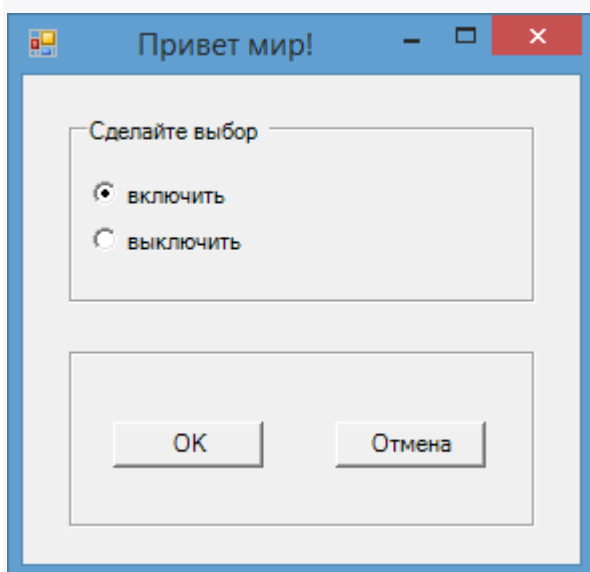 Привет мир!
Сделайте выбор
включить
выключить
OK
Отмена